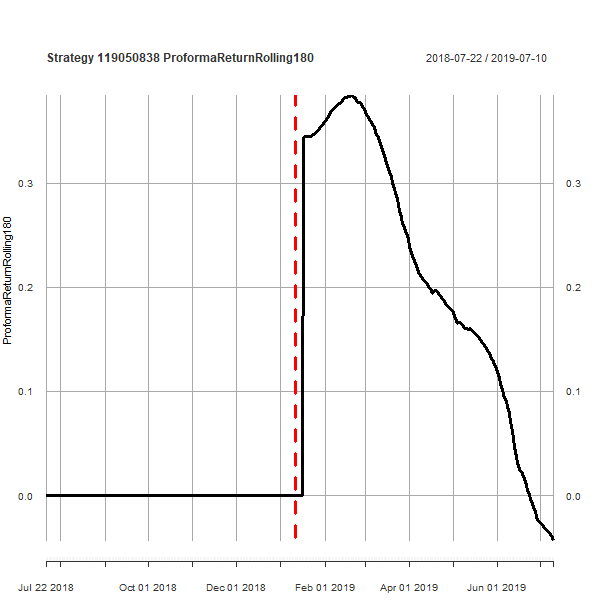 Strategy 119050838 ProformaReturnRolling180
2018-07-22 / 2019-07-10
ProformaReturnRolling180
0.3
0.2
0.1
0.0
0.3
0.2
0.1
0.0
Jul 22 2018
Oct 01 2018
Dec 01 2018
Feb 01 2019
Apr 01 2019
Jun 01 2019